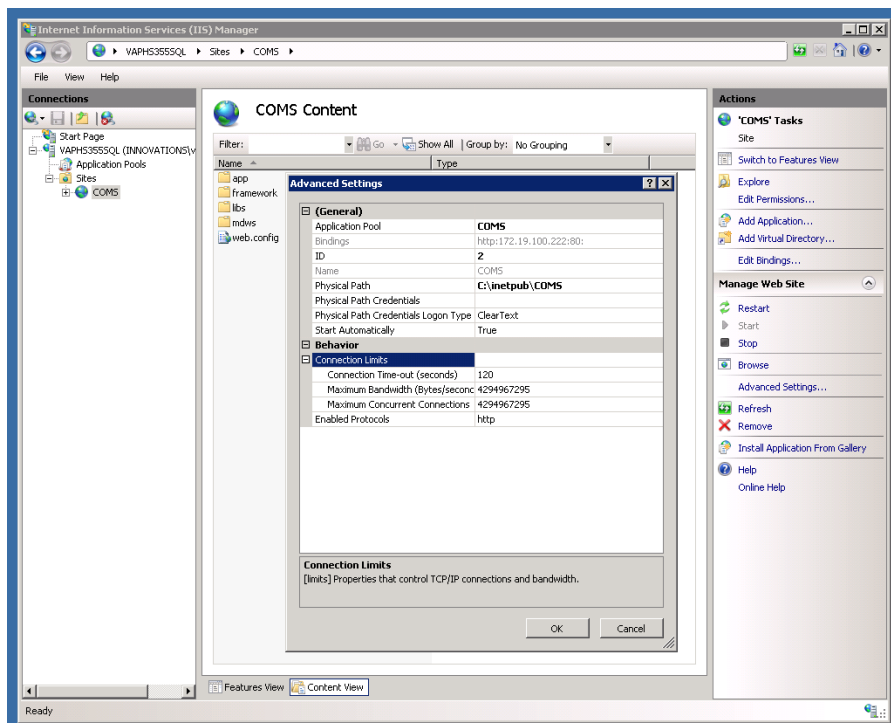 Internet Information Services (IIS) Manager
VAPHS355SQL Sites COMS
File View Help
Connections
Start Page
VAPHS355SQL (INNOVATIONS\v
Application Pools
Sites
COMS
COMS Content
Filter: Go Show All Group by: No Grouping
Name Type
app
framework
libs
mdws
web.config
Advanced Settings
(General)
Application Pool COMS
Bindings http:172.19.100.222:80:
ID 2
Name COMS
Physical Path C:\inetpub\COMS
Physical Path Credentials
Physical Path Credentials Logon Type ClearText
Start Automatically True
Behavior
Connection Limits
Connection Time-out (seconds) 120
Maximum Bandwidth (Bytes/second 4294967295
Maximum Concurrent Connections 4294967295
Enabled Protocols http
Connection Limits
[limits] Properties that control TCP/IP connections and bandwidth.
OK Cancel
Features View Content View
Actions
'COMS' Tasks
Site
Switch to Features View
Explore
Edit Permissions...
Add Application...
Add Virtual Directory...
Edit Bindings...
Manage Web Site
Restart
Start
Stop
Browse
Advanced Settings...
Refresh
Remove
Install Application From Gallery
Help
Online Help
Ready